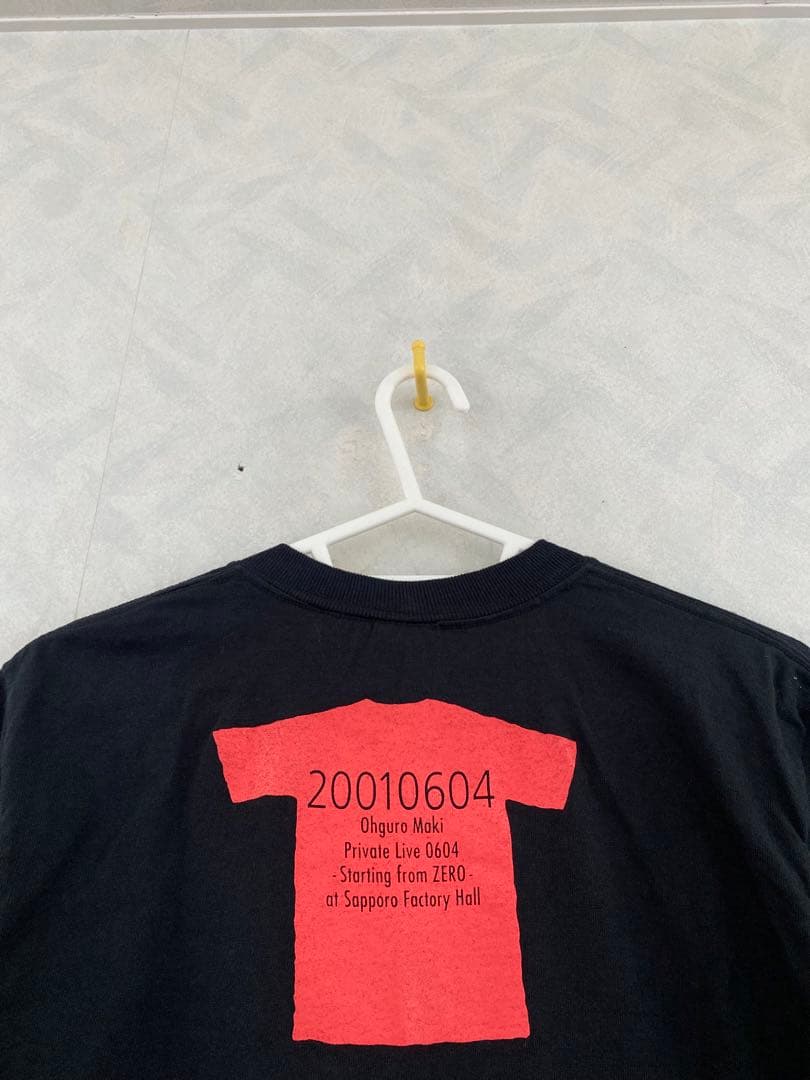 20010604
Ohguro Maki
Private Live 0604
-Starting from ZERO-
at Sapporo Factory Hall